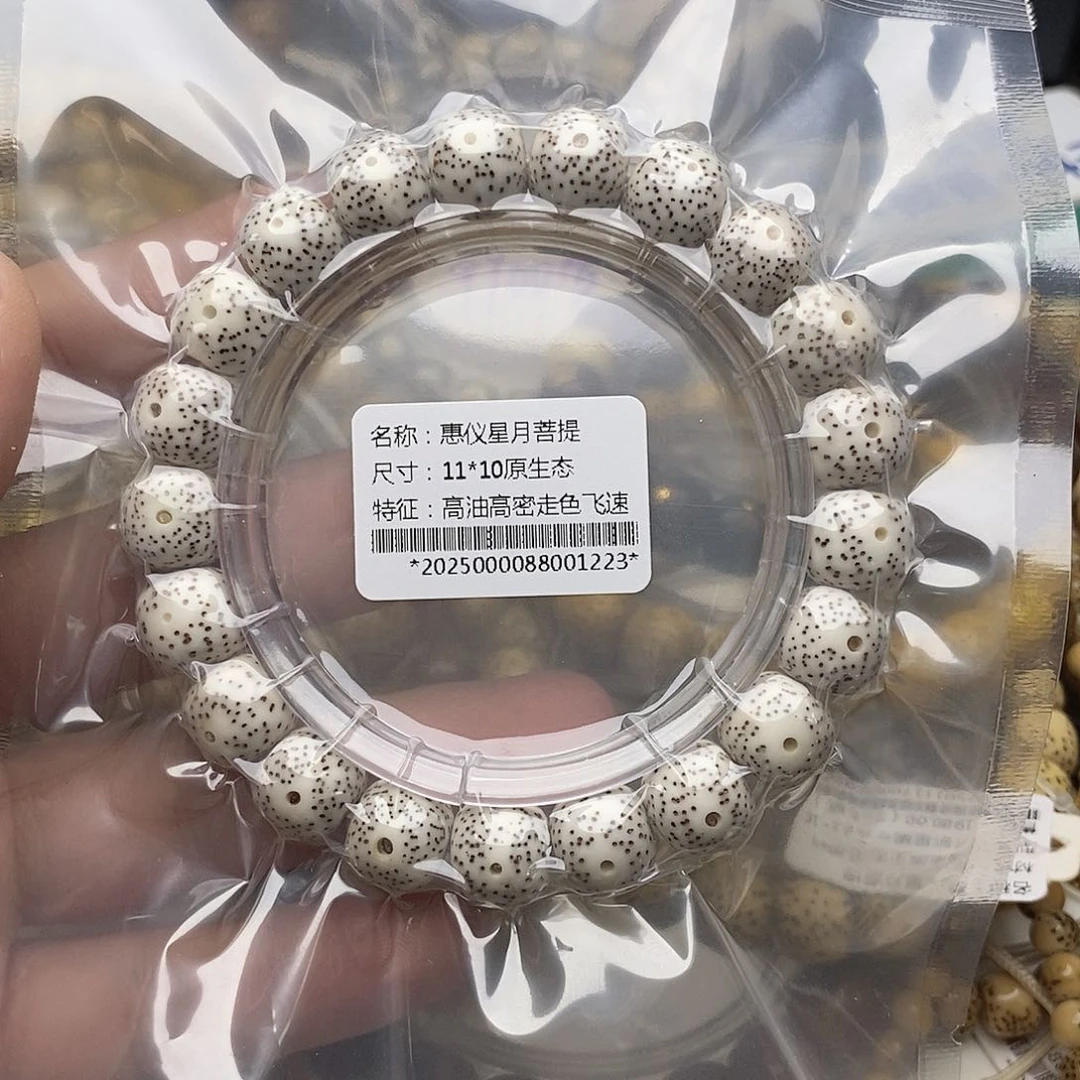 名称：惠仪星月菩提
尺寸：11*10原生态
特征：高油高密走色飞速
*2025000088001223*